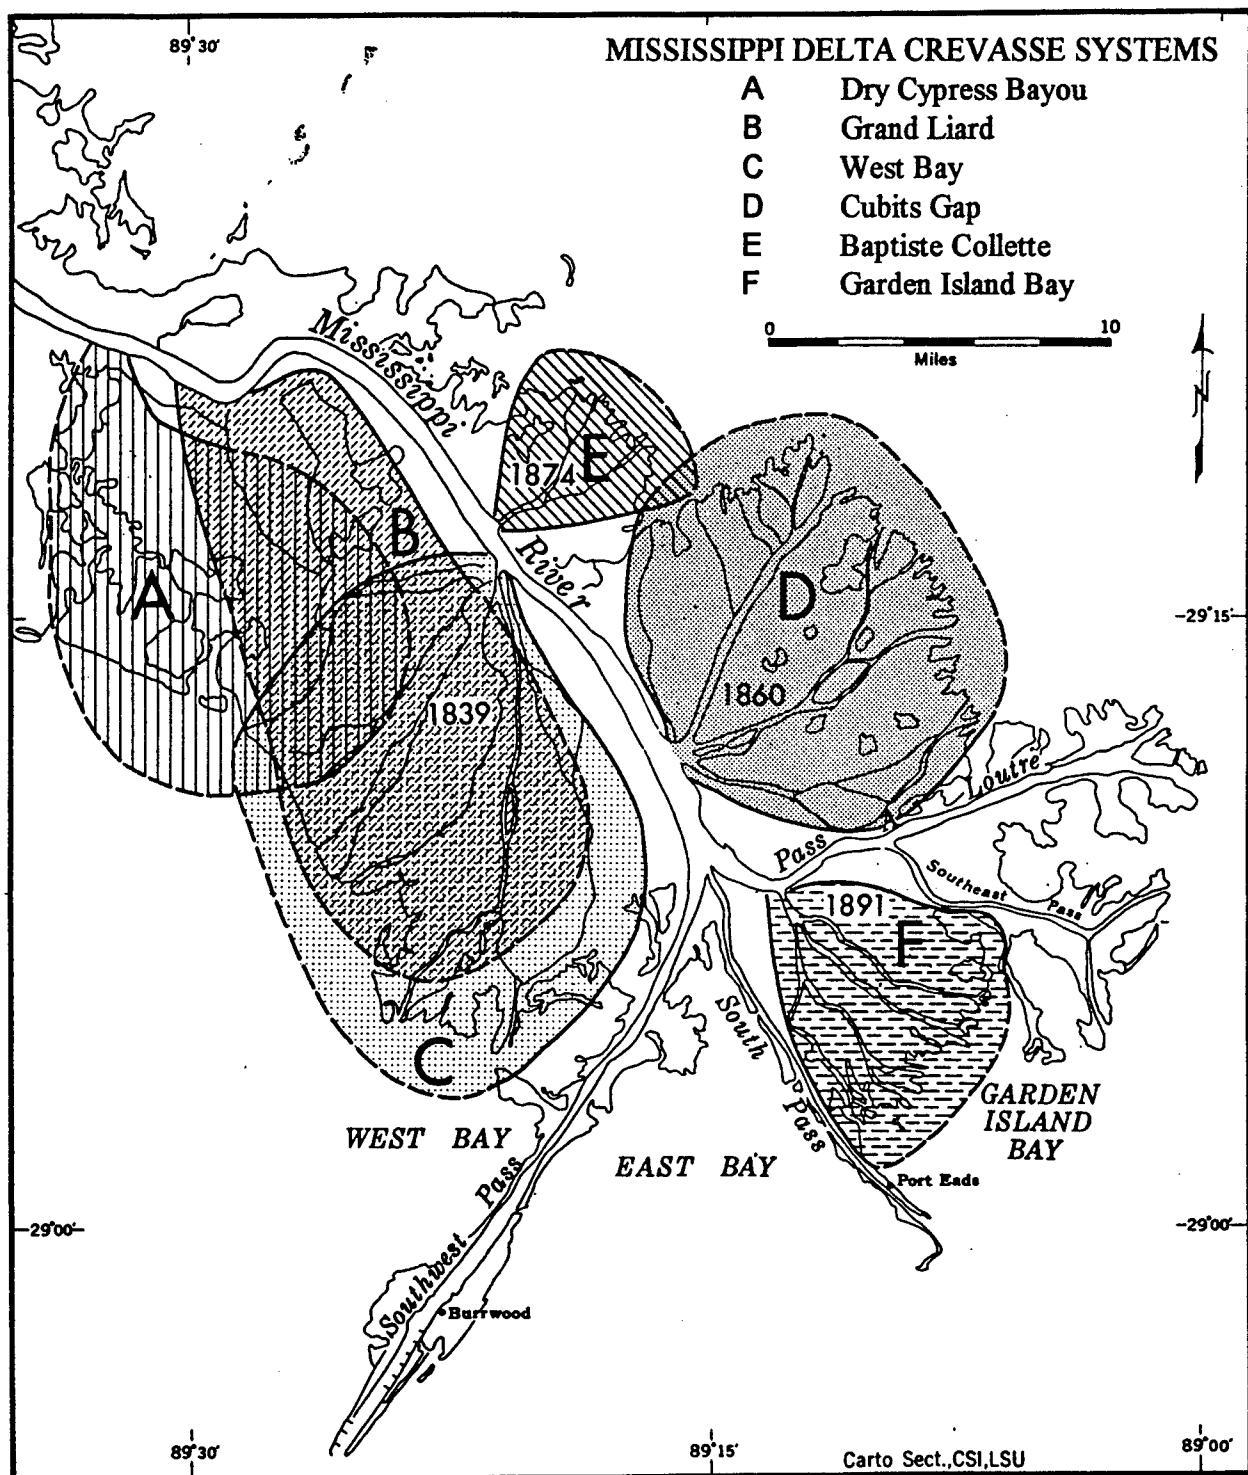 89°30'
MISSISSIPPI DELTA CREVASSE SYSTEMS
A Dry Cypress Bayou
B Grand Liard
C West Bay
D Cubits Gap
E Baptiste Collette
F Garden Island Bay
0 10
Miles
N
Mississippi
River
E
1874
B
A
D
29°15'
1860
1839
Pass A Loutre
Southeast Pass
1891
F
South Pass
C
GARDEN
ISLAND
BAY
WEST BAY
EAST BAY
Port Eads
29°00'
29°00'
Southwest Pass
Burrwood
89°30'
89°15'
89°00'
Carto Sect.,CSI,LSU